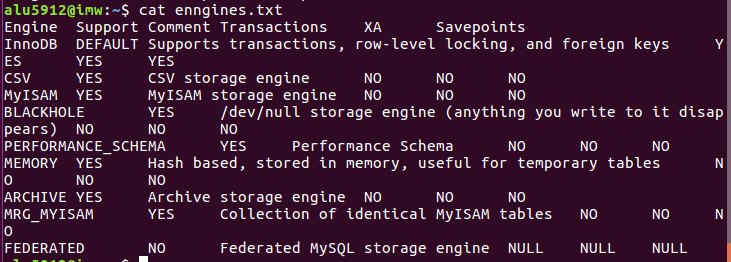 alu5912@imw:~$ cat enngines.txt
Engine Support Comment Transactions XA Savepoints
InnoDB DEFAULT Supports transactions, row-level locking, and foreign keys Y
ES YES YES
CSV YES CSV storage engine NO NO NO
MyISAM YES MyISAM storage engine NO NO NO
BLACKHOLE YES /dev/null storage engine (anything you write to it disap
pears) NO NO NO
PERFORMANCE_SCHEMA YES Performance Schema NO NO NO
MEMORY YES Hash based, stored in memory, useful for temporary tables N
O NO NO
ARCHIVE YES Archive storage engine NO NO NO
MRG_MYISAM YES Collection of identical MyISAM tables NO NO N
O
FEDERATED NO Federated MySQL storage engine NULL NULL NULL
alu5912@imw:~$